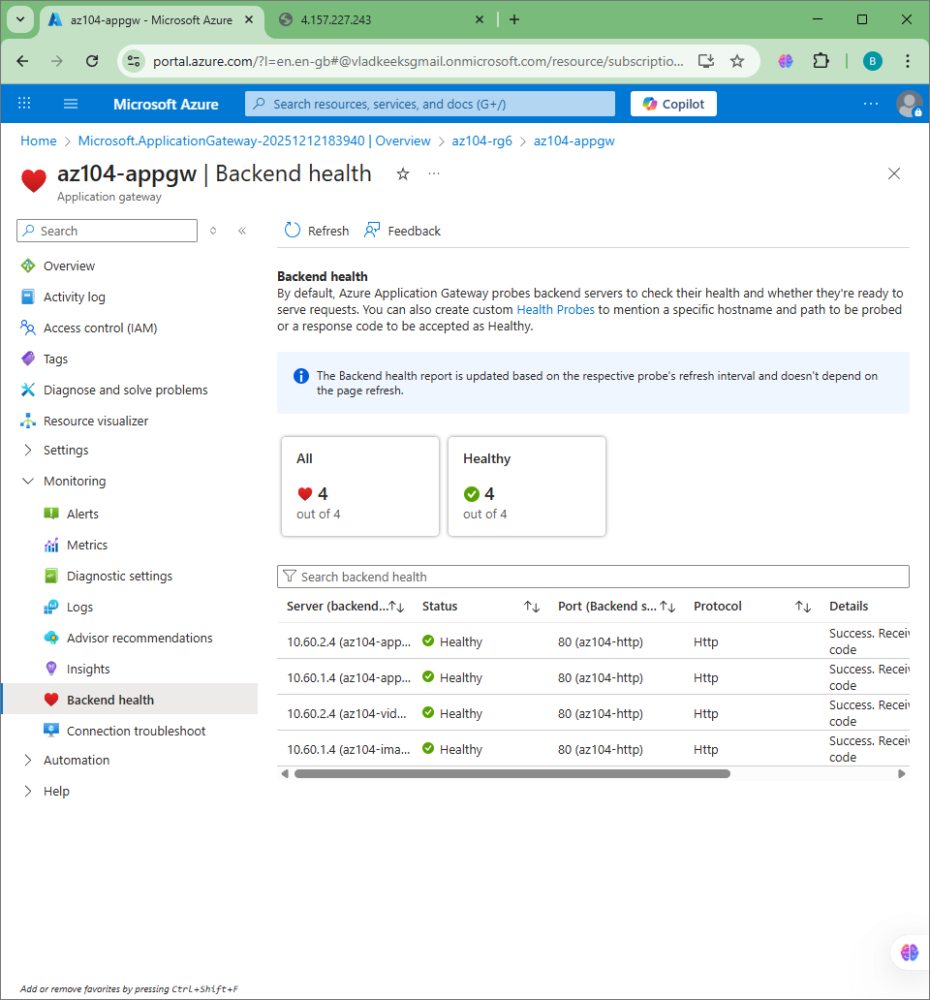 az104-appgw - Microsoft Azure
4.157.227.243
portal.azure.com/?l=en.en-gb#@vladkeeksgmail.onmicrosoft.com/resource/subscriptio...
B
Microsoft Azure
Search resources, services, and docs (G+/)
Copilot
Home > Microsoft.ApplicationGateway-20251212183940 | Overview > az104-rg6 > az104-appgw
az104-appgw | Backend health
Application gateway
Search
Refresh
Feedback
Overview
Activity log
Access control (IAM)
Tags
Diagnose and solve problems
Resource visualizer
Settings
Monitoring
Alerts
Metrics
Diagnostic settings
Logs
Advisor recommendations
Insights
Backend health
Connection troubleshoot
Automation
Help
Backend health
By default, Azure Application Gateway probes backend servers to check their health and whether they're ready to
serve requests. You can also create custom Health Probes to mention a specific hostname and path to be probed
or a response code to be accepted as Healthy.
The Backend health report is updated based on the respective probe's refresh interval and doesn't depend on
the page refresh.
All
4
out of 4
Healthy
4
out of 4
Search backend health
Server (backend... Status Port (Backend s... Protocol Details
10.60.2.4 (az104-app... Healthy 80 (az104-http) Http Success. Receiv
code
10.60.1.4 (az104-app... Healthy 80 (az104-http) Http Success. Receiv
code
10.60.2.4 (az104-vid... Healthy 80 (az104-http) Http Success. Receiv
code
10.60.1.4 (az104-ima... Healthy 80 (az104-http) Http Success. Receiv
code
Add or remove favorites by pressing Ctrl+Shift+F